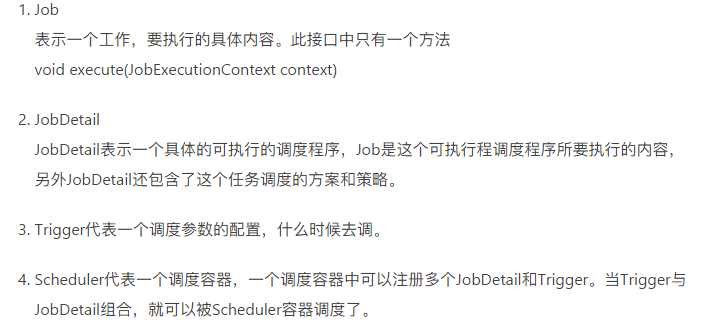 1. Job
表示一个工作，要执行的具体内容。此接口中只有一个方法
void execute(JobExecutionContext context)
2. JobDetail
JobDetail表示一个具体的可执行的调度程序，Job是这个可执行程调度程序所要执行的内容，
另外JobDetail还包含了这个任务调度的方案和策略。
3. Trigger代表一个调度参数的配置，什么时候去调。
4. Scheduler代表一个调度容器，一个调度容器中可以注册多个JobDetail和Trigger。当Trigger与
JobDetail组合，就可以被Scheduler容器调度了。